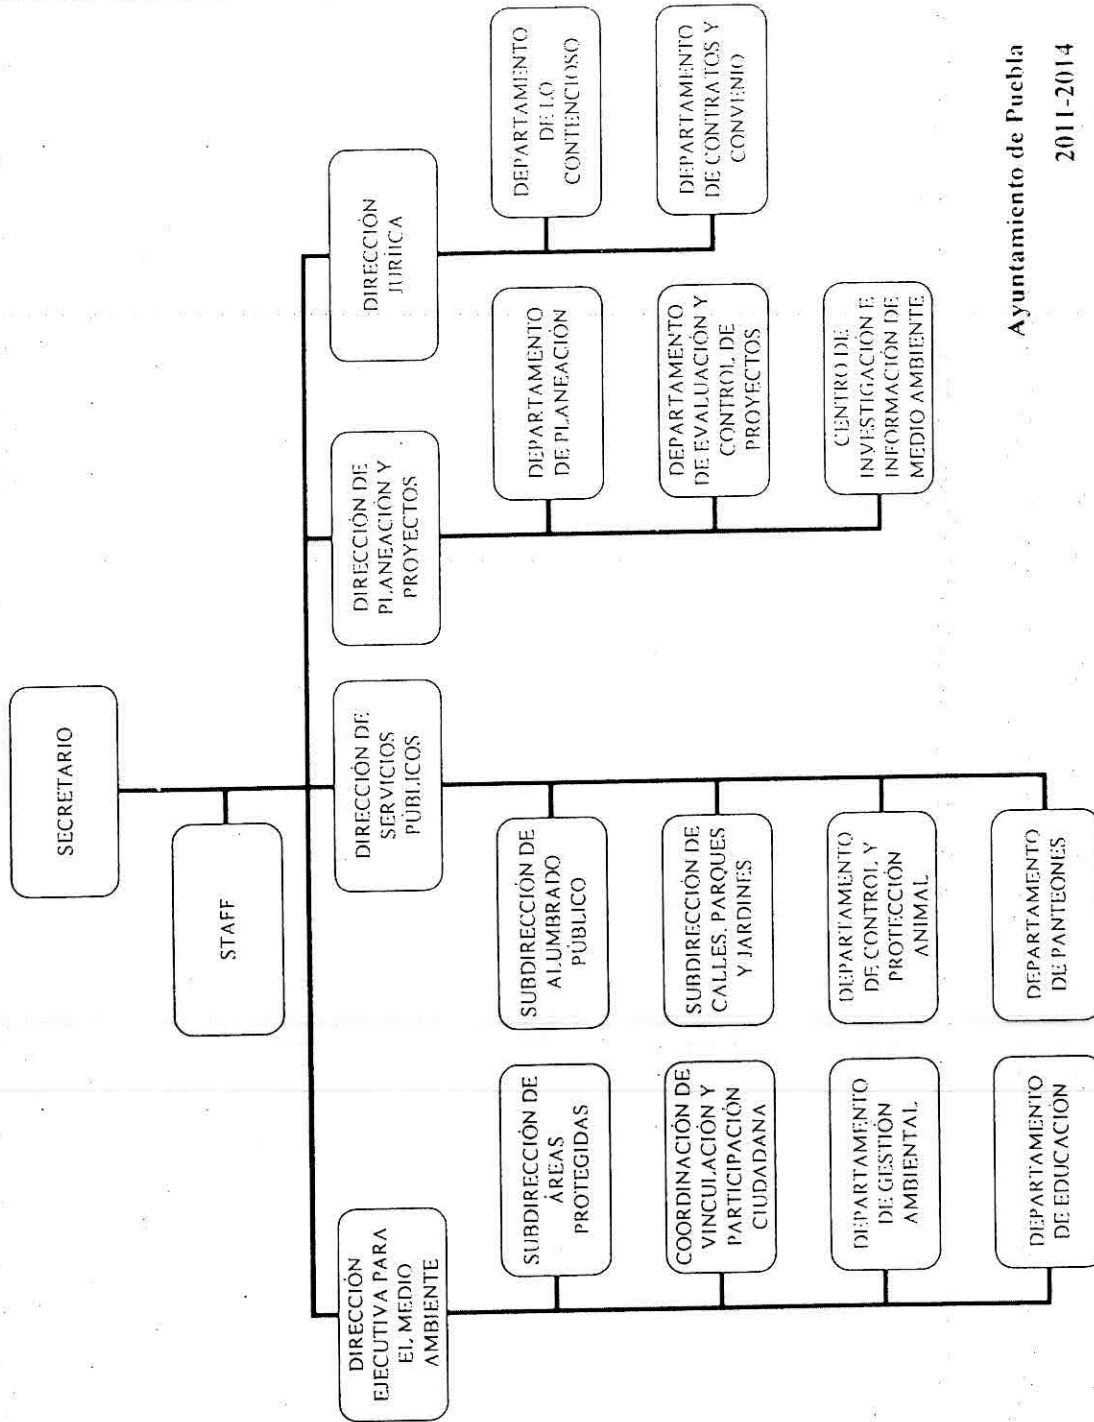 SECRETARIO
STAFF
DIRECCIÓN
EJECUTIVA PARA
EL MEDIO
AMBIENTE
SUBDIRECCIÓN DE
ÁREAS
PROTEGIDAS
COORDINACIÓN DE
VINCULACIÓN Y
PARTICIPACIÓN
CIUDADANA
DEPARTAMENTO
DE GESTIÓN
AMBIENTAL
DEPARTAMENTO
DE EDUCACIÓN
DIRECCIÓN DE
SERVICIOS
PÚBLICOS
SUBDIRECCIÓN DE
ALUMBRADO
PÚBLICO
SUBDIRECCIÓN DE
CALLES, PARQUES
Y JARDINES
DEPARTAMENTO
DE CONTROL Y
PROTECCIÓN
ANIMAL
DEPARTAMENTO
DE PANTEONES
DIRECCIÓN DE
PLANEACIÓN Y
PROYECTOS
DEPARTAMENTO
DE PLANEACIÓN
DEPARTAMENTO
DE EVALUACIÓN Y
CONTROL DE
PROYECTOS
CENTRO DE
INVESTIGACIÓN E
INFORMACIÓN DE
MEDIO AMBIENTE
DIRECCIÓN
JURÍICA
DEPARTAMENTO
DE LO
CONTENCIOSO
DEPARTAMENTO
DE CONTRATOS Y
CONVENIO
Ayuntamiento de Puebla
2011-2014